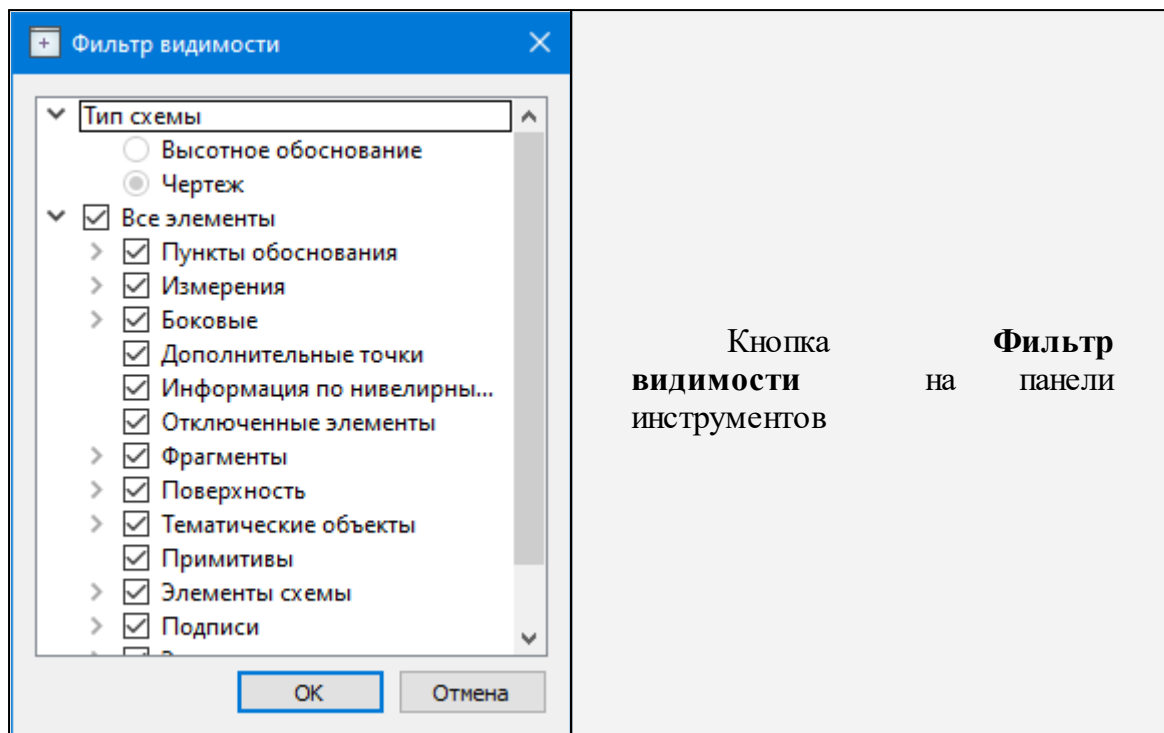 Фильтр видимости
Тип схемы
Высотное обоснование
Чертеж
Все элементы
Пункты обоснования
Измерения
Боковые
Дополнительные точки
Информация по нивелирны...
Отключенные элементы
Фрагменты
Поверхность
Тематические объекты
Примитивы
Элементы схемы
Подписи
OK Отмена
Кнопка Фильтр
видимости на панели
инструментов